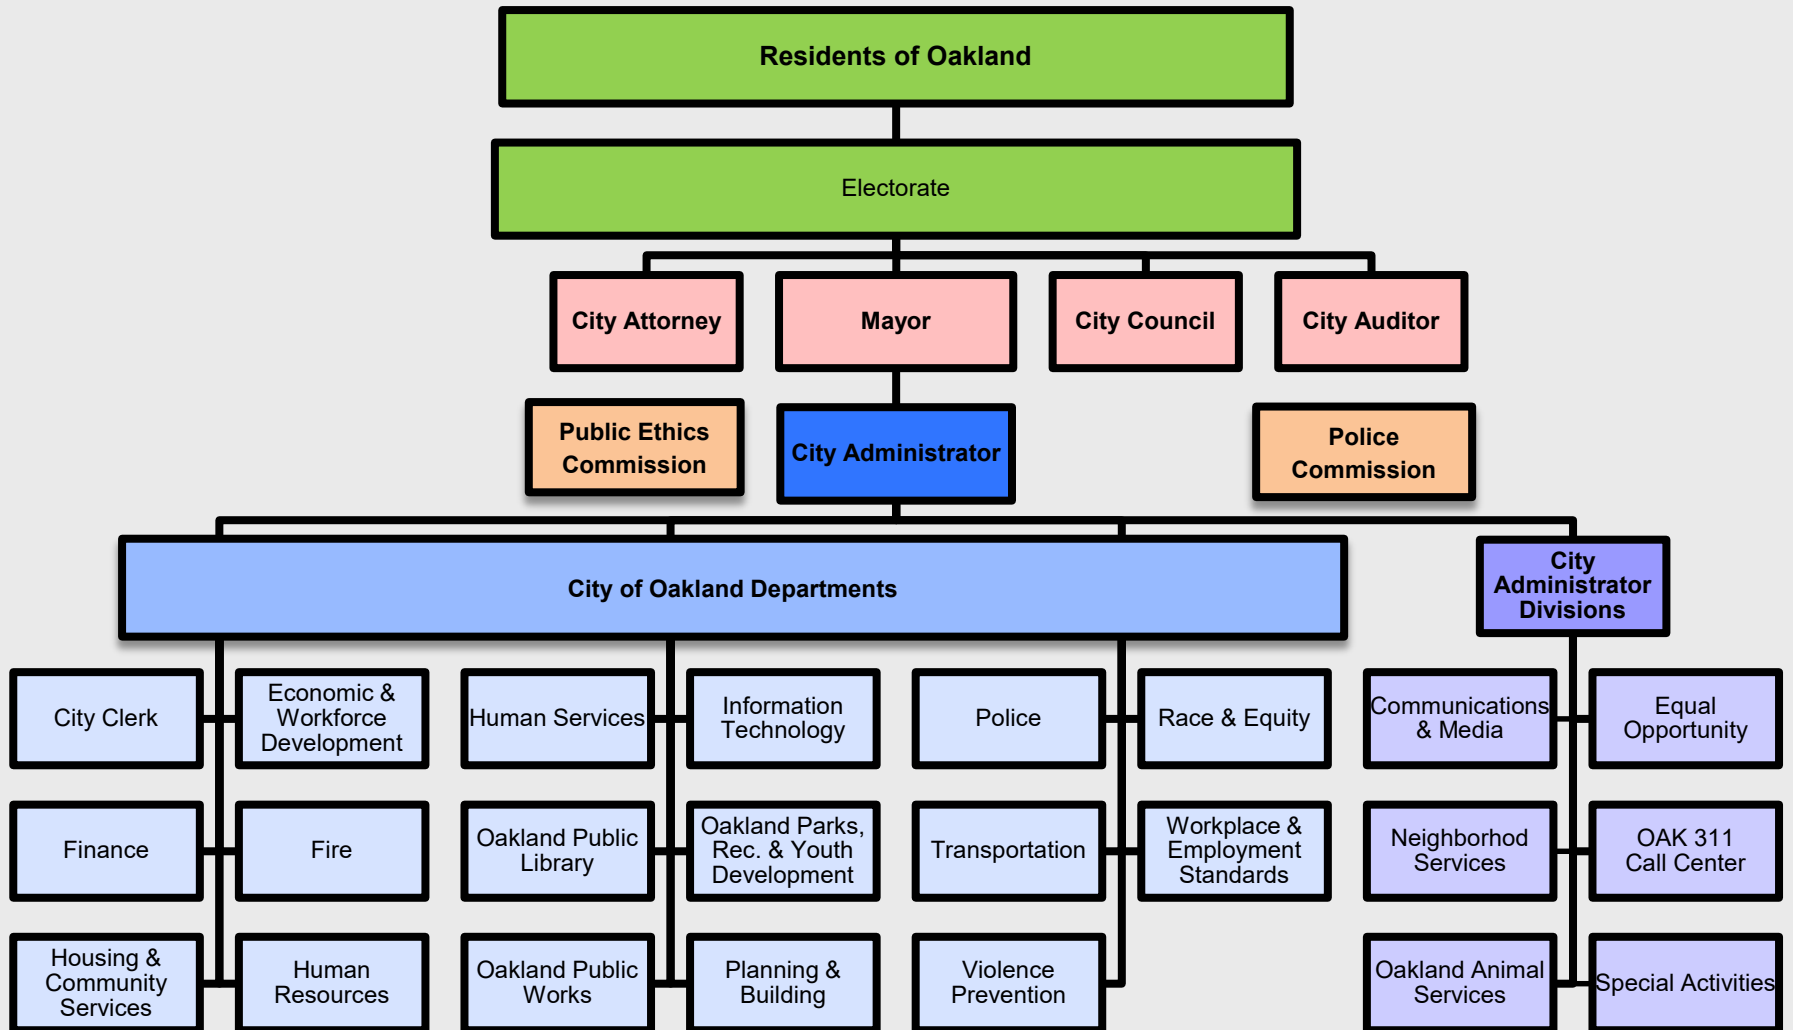 Residents of Oakland
Electorate
City Attorney
Mayor
City Council
City Auditor
Public Ethics
Commission
City Administrator
Police
Commission
City of Oakland Departments
City
Administrator
Divisions
City Clerk
Economic &
Workforce
Development
Human Services
Information
Technology
Police
Race & Equity
Communications
& Media
Equal
Opportunity
Finance
Fire
Oakland Public
Library
Oakland Parks,
Rec. & Youth
Development
Transportation
Workplace &
Employment
Standards
Neighborhod
Services
OAK 311
Call Center
Housing &
Community
Services
Human
Resources
Oakland Public
Works
Planning &
Building
Violence
Prevention
Oakland Animal
Services
Special Activities